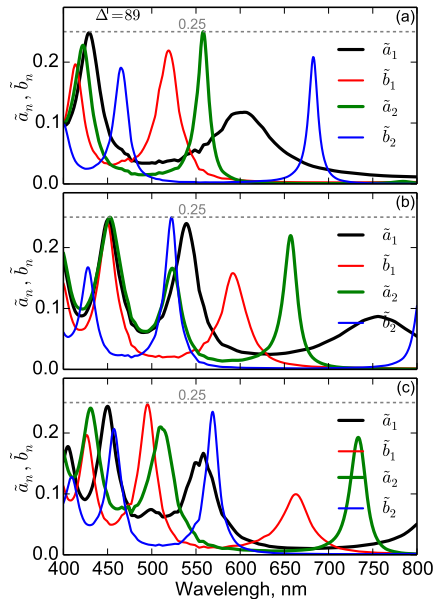 Δ=89
(a)
0.25
ã₁
b̃₁
ã₂
b̃₂
ãₙ, b̃ₙ
0.2
0.1
0.0
(b)
0.25
ã₁
b̃₁
ã₂
b̃₂
ãₙ, b̃ₙ
0.2
0.1
0.0
(c)
0.25
ã₁
b̃₁
ã₂
b̃₂
ãₙ, b̃ₙ
0.2
0.1
0.0
400 450 500 550 600 650 700 750 800
Wavelengh, nm